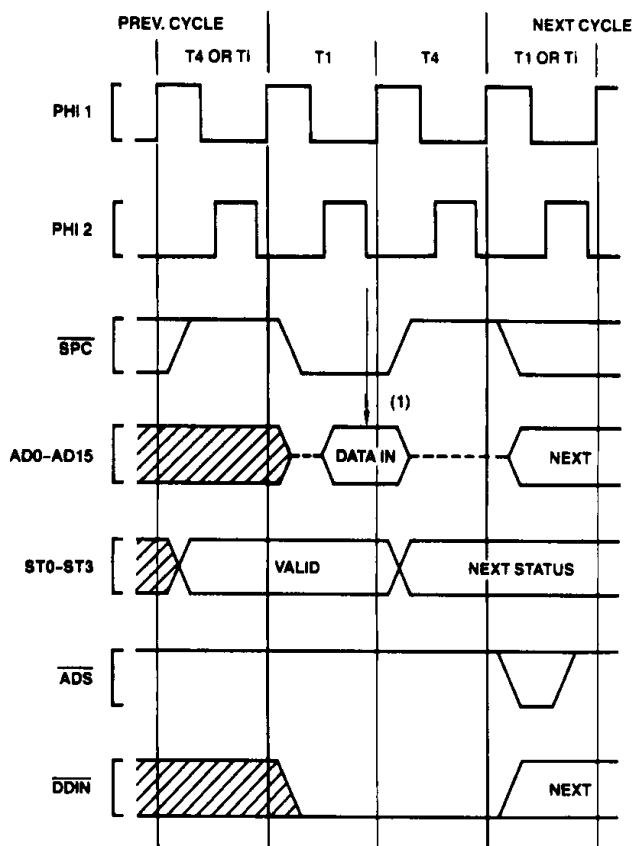 PREV. CYCLE NEXT CYCLE
T4 OR Ti T1 T4 T1 OR Ti
PHI 1
PHI 2
SPC
(1)
AD0–AD15 DATA IN NEXT
ST0–ST3 VALID NEXT STATUS
ADS
DDIN NEXT